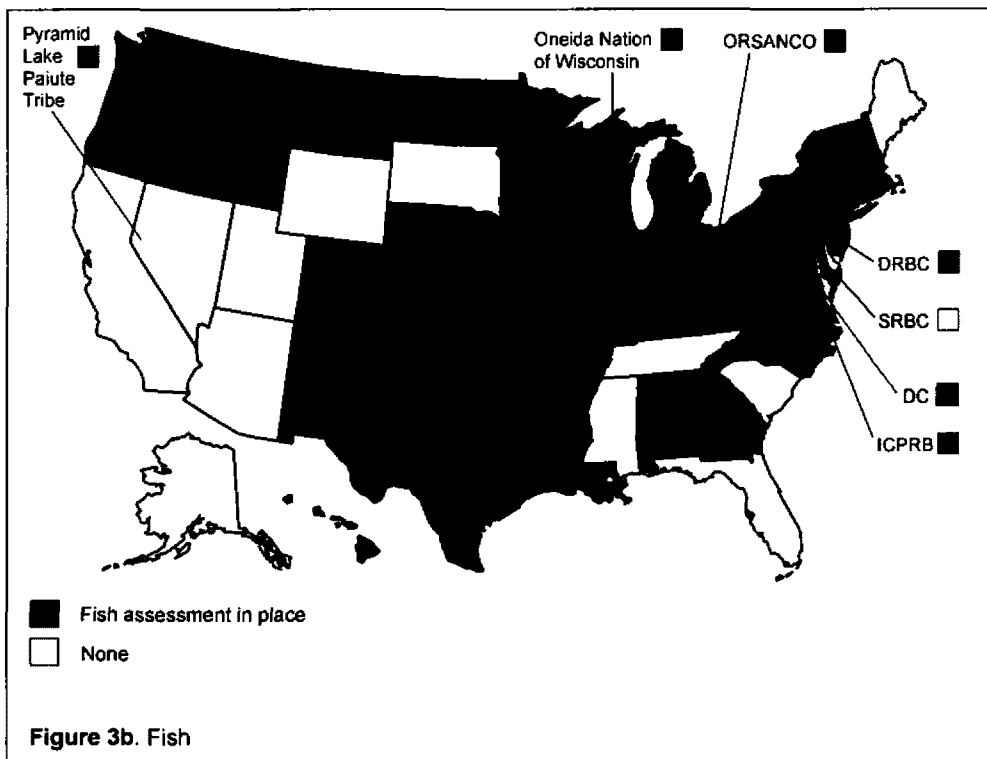 Pyramid
Lake
Paiute
Tribe
Oneida Nation
of Wisconsin
ORSANCO
DRBC
SRBC
DC
ICPRB
Fish assessment in place
None
Figure 3b. Fish